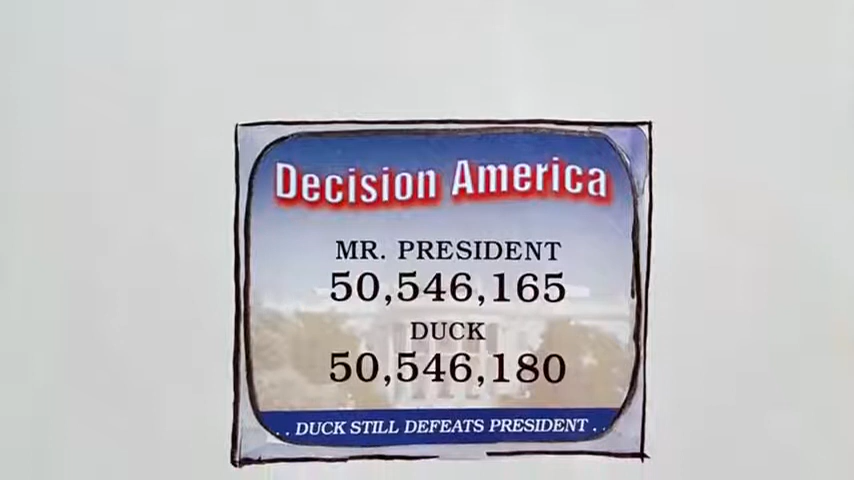 Decision America
MR. PRESIDENT
50,546,165
DUCK
50,546,180
. . DUCK STILL DEFEATS PRESIDENT . .